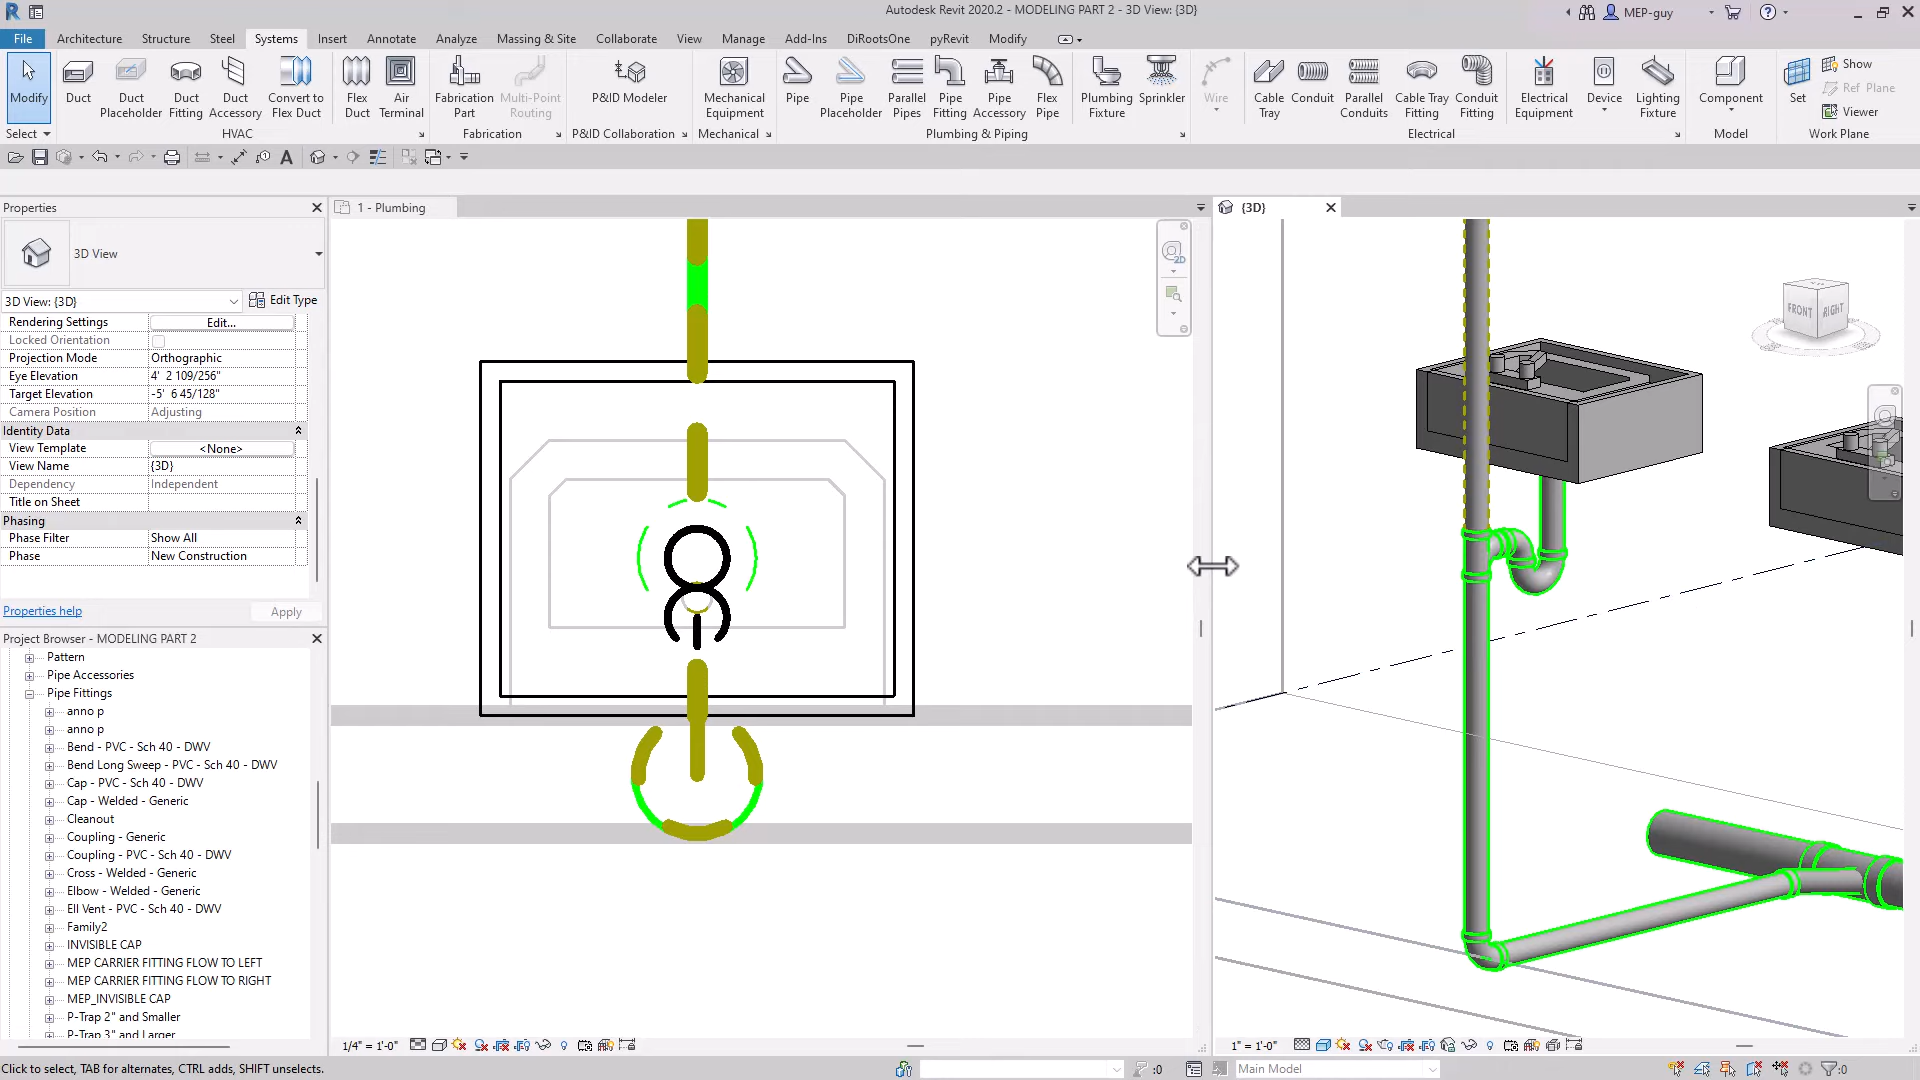 Autodesk Revit 2020.2 - MODELING PART 2 - 3D View: {3D}
MEP-guy
File Architecture Structure Steel Systems Insert Annotate Analyze Massing & Site Collaborate View Manage Add-Ins DiRootsOne pyRevit Modify
Modify
Duct
Duct Placeholder
Duct Fitting
Duct Accessory
Convert to Flex Duct
Flex Duct
Air Terminal
Fabrication Part
Multi-Point Routing
P&ID Modeler
Mechanical Equipment
Pipe
Pipe Placeholder
Parallel Pipes
Pipe Fitting
Pipe Accessory
Flex Pipe
Plumbing Fixture
Sprinkler
Wire
Cable Tray
Conduit
Parallel Conduits
Cable Tray Fitting
Conduit Fitting
Electrical Equipment
Device
Lighting Fixture
Component
Set
Show
Ref Plane
Viewer
Select HVAC Fabrication P&ID Collaboration Mechanical Plumbing & Piping Electrical Model Work Plane
Properties
3D View
3D View: {3D} Edit Type
Rendering Settings Edit...
Locked Orientation
Projection Mode Orthographic
Eye Elevation 4' 2 109/256"
Target Elevation -5' 6 45/128"
Camera Position Adjusting
Identity Data
View Template <None>
View Name {3D}
Dependency Independent
Title on Sheet
Phasing
Phase Filter Show All
Phase New Construction
Properties help Apply
Project Browser - MODELING PART 2
Pattern
Pipe Accessories
Pipe Fittings
anno p
anno p
Bend - PVC - Sch 40 - DWV
Bend Long Sweep - PVC - Sch 40 - DWV
Cap - PVC - Sch 40 - DWV
Cap - Welded - Generic
Cleanout
Coupling - Generic
Coupling - PVC - Sch 40 - DWV
Cross - Welded - Generic
Elbow - Welded - Generic
Ell Vent - PVC - Sch 40 - DWV
Family2
INVISIBLE CAP
MEP CARRIER FITTING FLOW TO LEFT
MEP CARRIER FITTING FLOW TO RIGHT
MEP_INVISIBLE CAP
P-Trap 2" and Smaller
P-Trap 3" and Larger
1 - Plumbing
2D
1/4" = 1'-0"
{3D}
FRONT RIGHT
1" = 1'-0"
Click to select, TAB for alternates, CTRL adds, SHIFT unselects.
:0
Main Model
:0